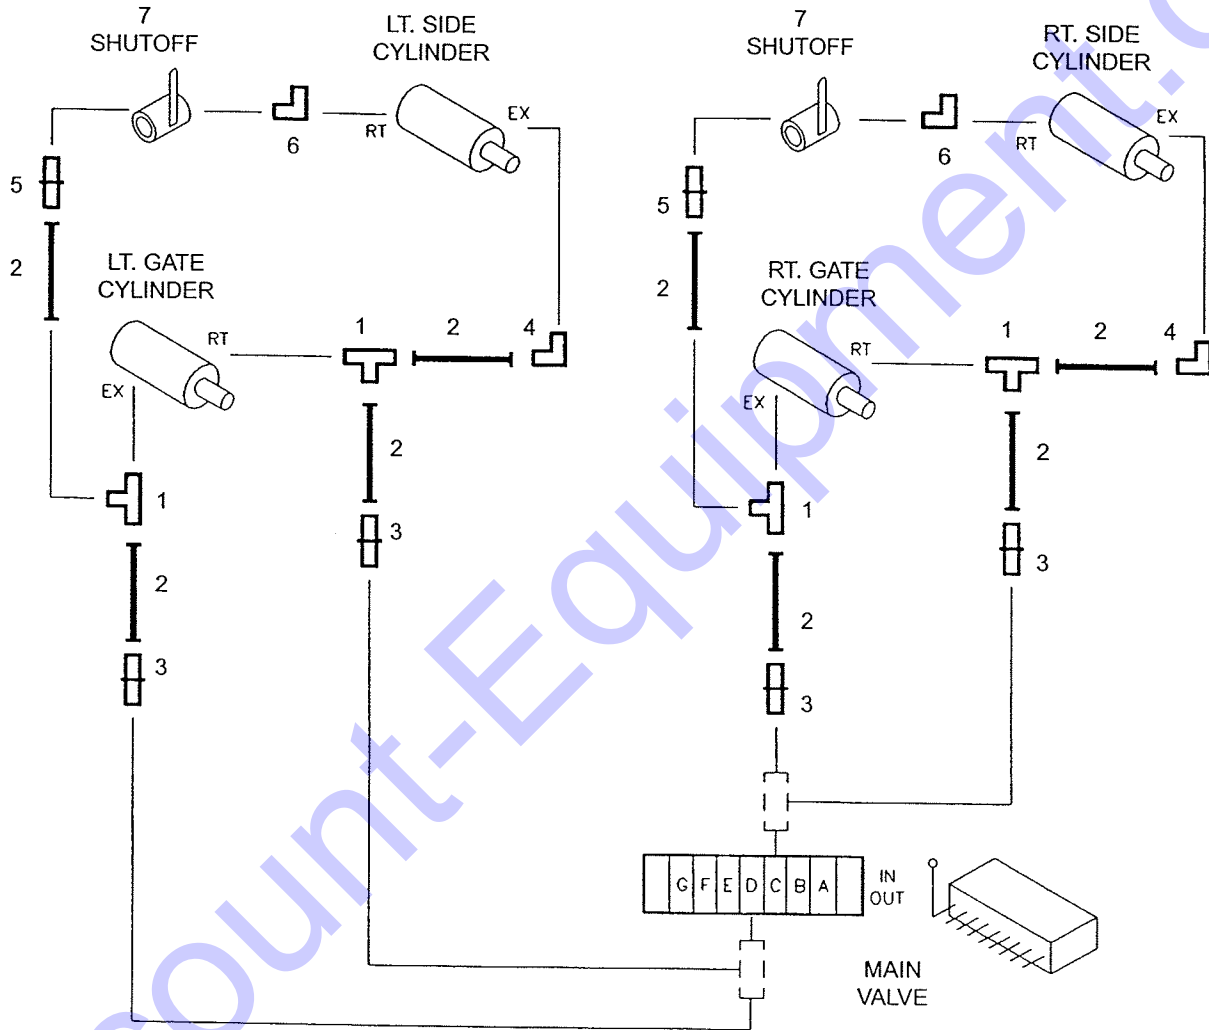 7
SHUTOFF
LT. SIDE
CYLINDER
7
SHUTOFF
RT. SIDE
CYLINDER
EX
RT
6
EX
RT
6
5
5
2
2
LT. GATE
CYLINDER
RT. GATE
CYLINDER
RT
1
2
4
RT
1
2
4
EX
EX
2
2
1
1
3
3
2
2
3
3
G F E D C B A
IN
OUT
MAIN
VALVE
ount-Equipment.c